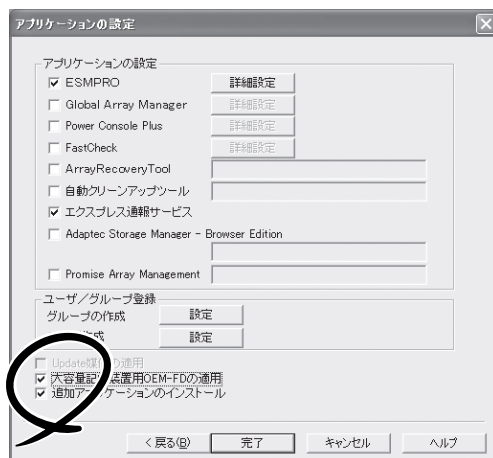 アプリケーションの設定
アプリケーションの設定
ESMPRO 詳細設定
Global Array Manager 詳細設定
Power Console Plus 詳細設定
FastCheck 詳細設定
ArrayRecoveryTool
自動クリーンアップツール
エクスプレス通報サービス
Adaptec Storage Manager - Browser Edition
Promise Array Management
ユーザ/グループ登録
グループの作成 設定
作成 設定
Update の適用
大容量記 装置用OEM-FDの適用
追加アプリケーションのインストール
< 戻る(B) 完了 キャンセル ヘルプ